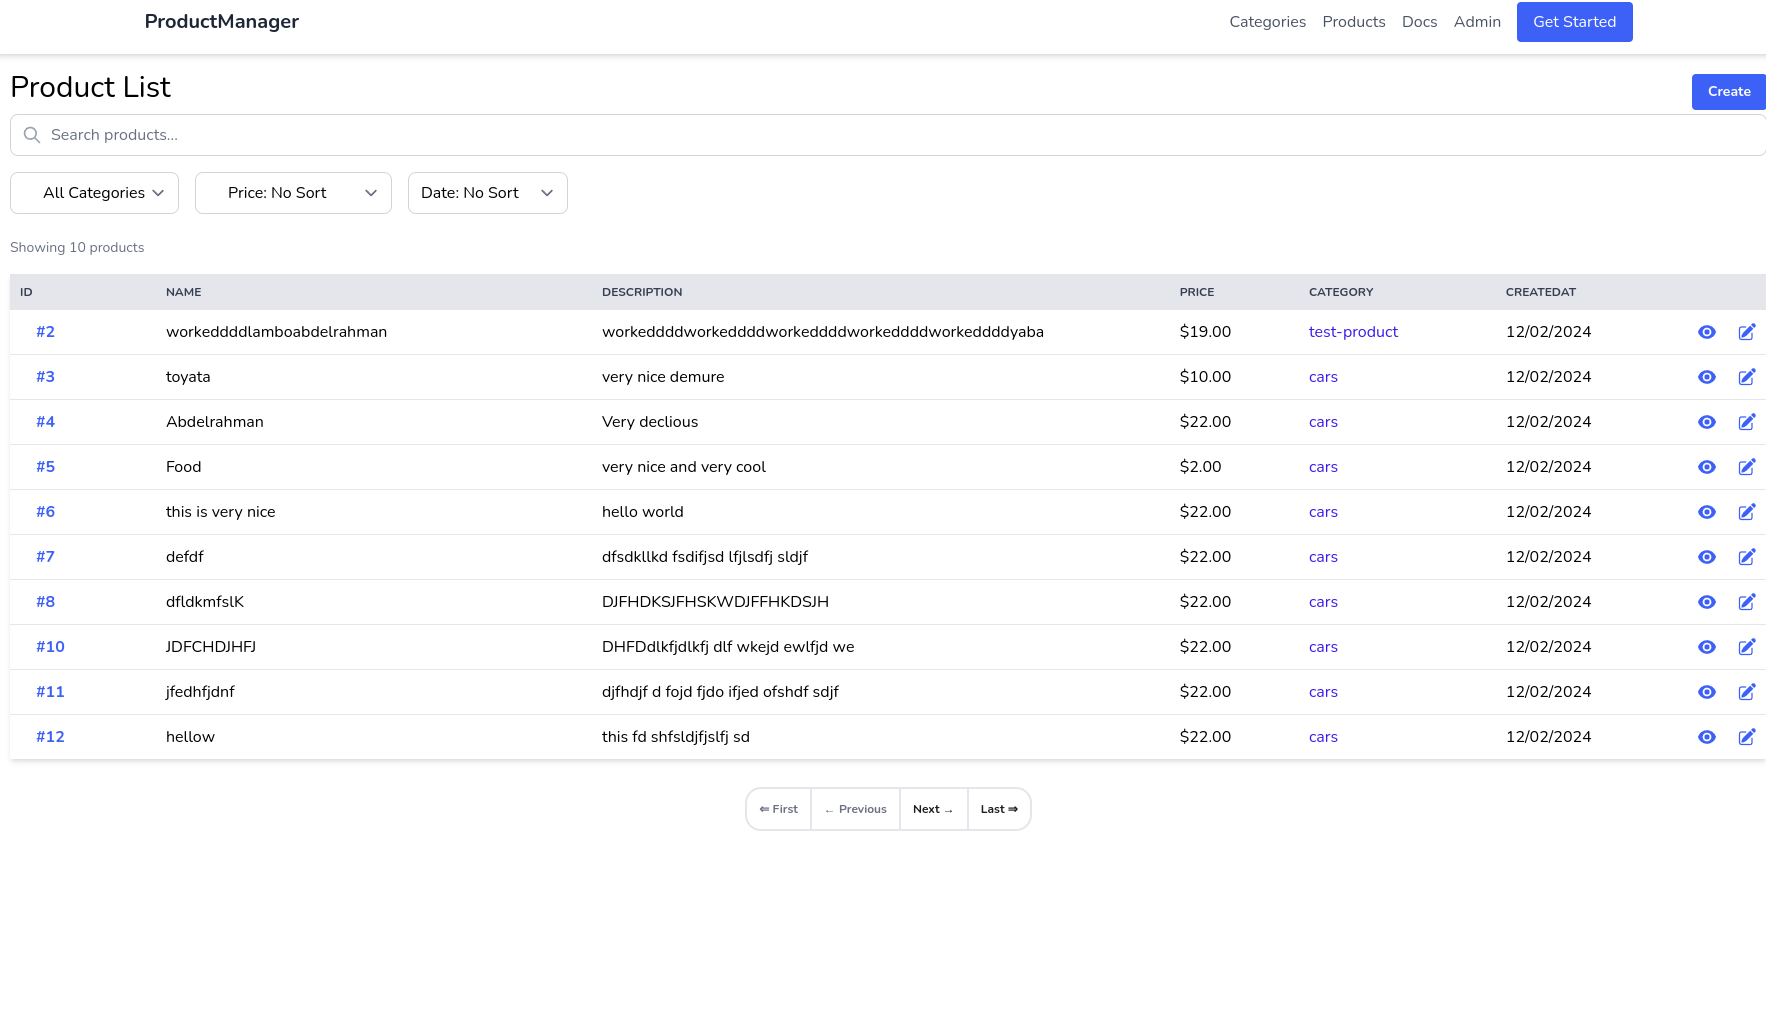 ProductManager Categories Products Docs Admin Get Started
Product List Create
Search products...
All Categories Price: No Sort Date: No Sort
Showing 10 products
ID NAME DESCRIPTION PRICE CATEGORY CREATEDAT
#2 workeddddlamboabdelrahman workeddddworkeddddworkeddddworkeddddworkeddddyaba $19.00 test-product 12/02/2024
#3 toyata very nice demure $10.00 cars 12/02/2024
#4 Abdelrahman Very declious $22.00 cars 12/02/2024
#5 Food very nice and very cool $2.00 cars 12/02/2024
#6 this is very nice hello world $22.00 cars 12/02/2024
#7 defdf dfsdkllkd fsdifjsd lfjlsdfj sldjf $22.00 cars 12/02/2024
#8 dfldkmfslK DJFHDKSJFHSKWDJFFHKDSJH $22.00 cars 12/02/2024
#10 JDFCHDJHFJ DHFDdlkfjdlkfj dlf wkejd ewlfjd we $22.00 cars 12/02/2024
#11 jfedhfjdnf djfhdjf d fojd fjdo ifjed ofshdf sdjf $22.00 cars 12/02/2024
#12 hellow this fd shfsldjfjslfj sd $22.00 cars 12/02/2024
⇐ First ← Previous Next → Last ⇒